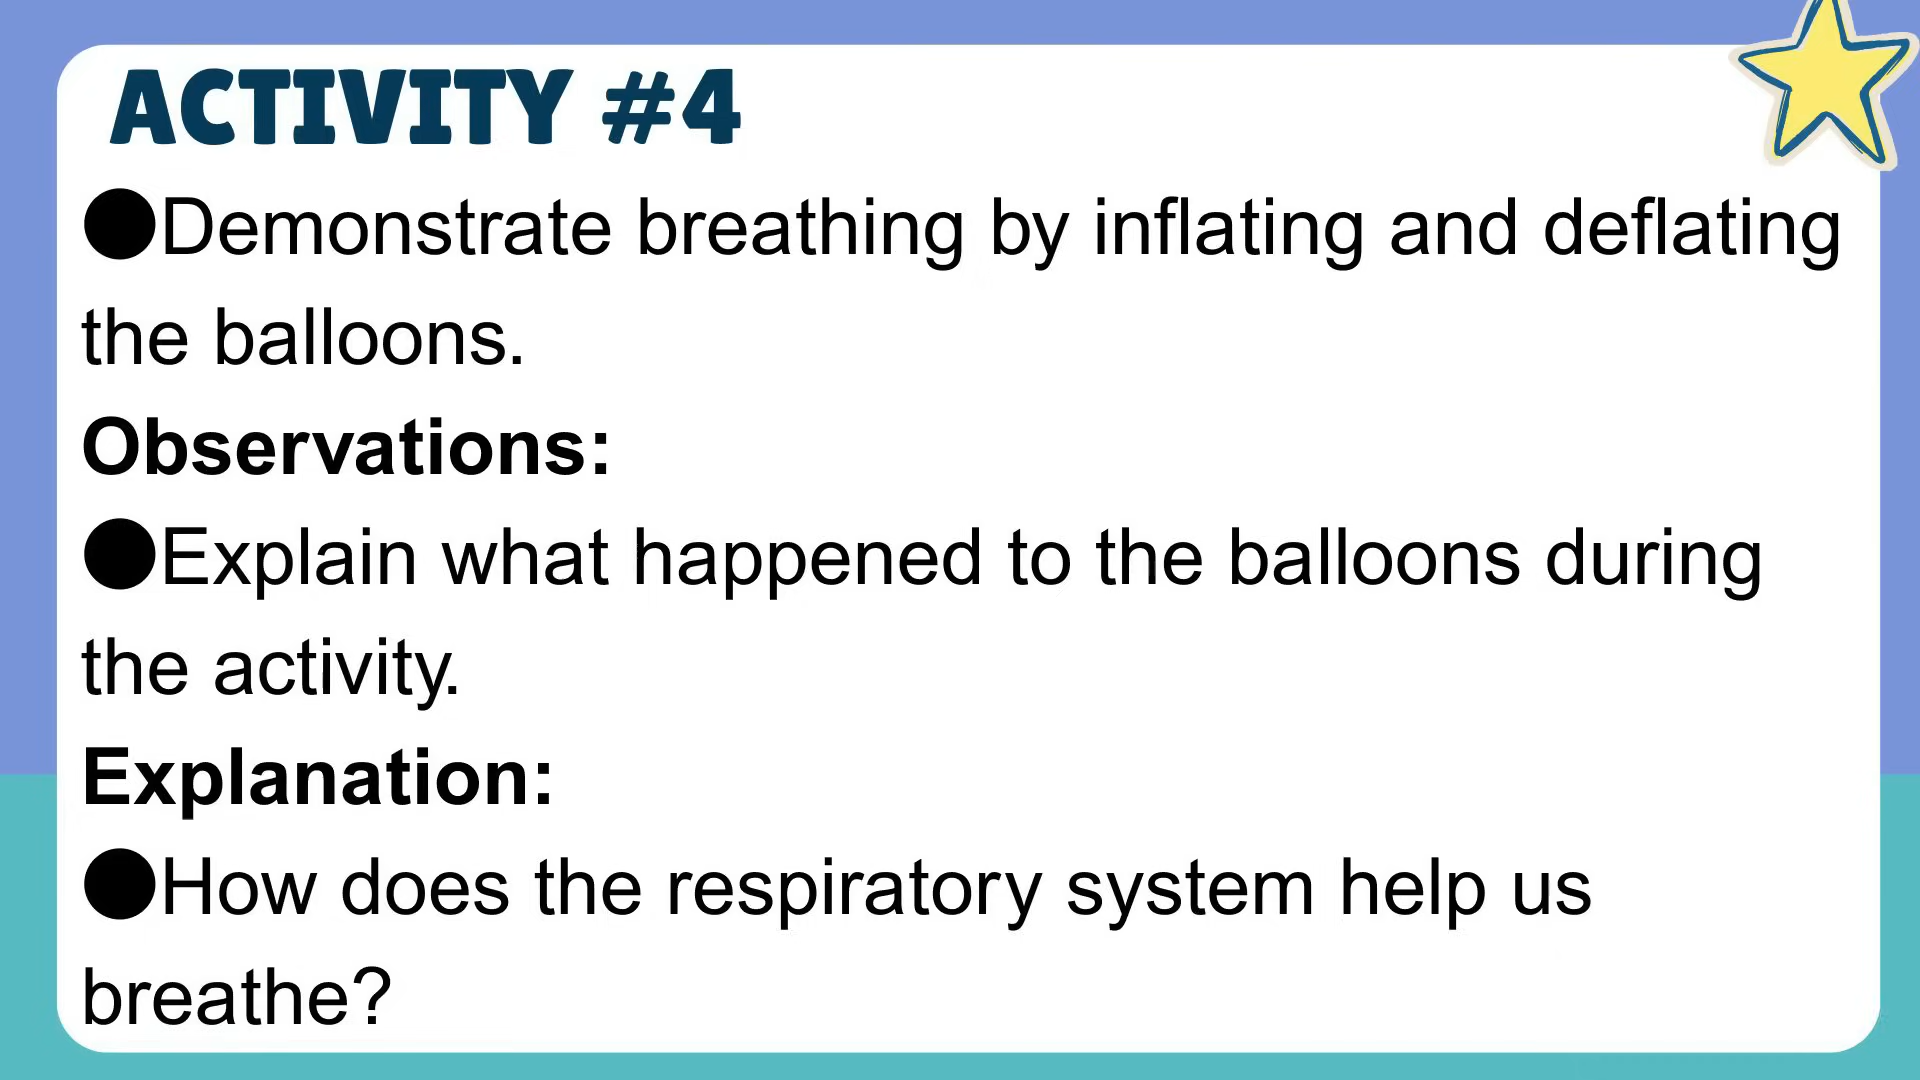 ACTIVITY #4
●Demonstrate breathing by inflating and deflating
the balloons.
Observations:
●Explain what happened to the balloons during
the activity.
Explanation:
●How does the respiratory system help us
breathe?